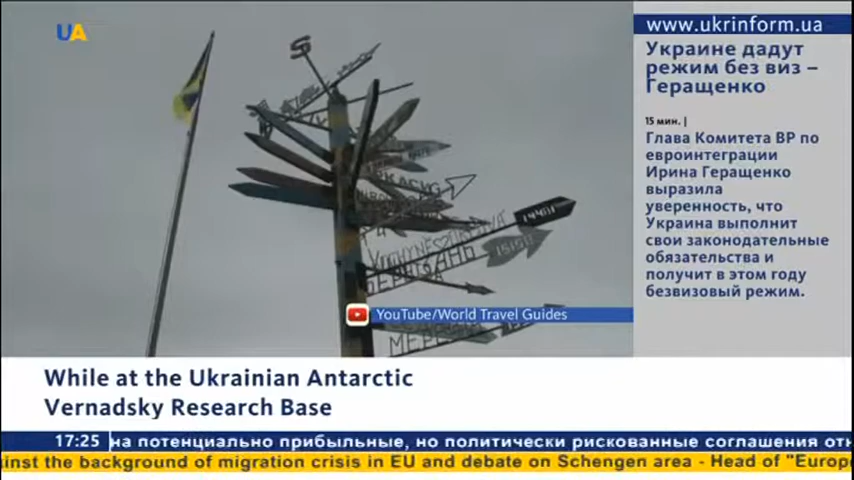 UA
www.ukrinform.ua
Украине дадут
режим без виз –
Геращенко
15 мин. |
Глава Комитета ВР по
евроинтеграции
Ирина Геращенко
выразила
уверенность, что
Украина выполнит
свои законодательные
обязательства и
получит в этом году
безвизовый режим.
S
БЕРШАДЬ
YouTube/World Travel Guides
While at the Ukrainian Antarctic
Vernadsky Research Base
17:25 на потенциально прибыльные, но политически рискованные соглашения отн
inst the background of migration crisis in EU and debate on Schengen area - Head of "Europe